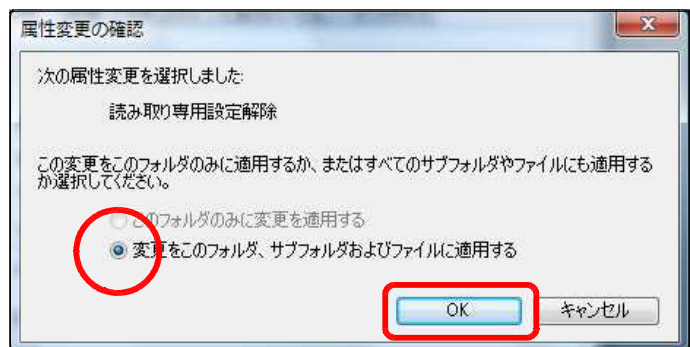 属性変更の確認
次の属性変更を選択しました:
読み取り専用設定解除
この変更をこのフォルダのみに適用するか、またはすべてのサブフォルダやファイルにも適用する
か選択してください。
このフォルダのみに変更を適用する
変更をこのフォルダ、サブフォルダおよびファイルに適用する
OK
キャンセル